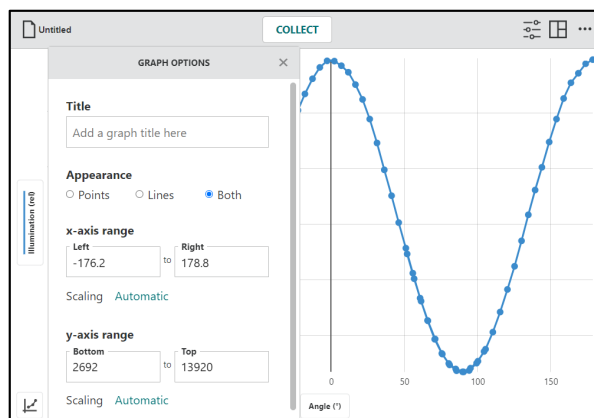 Untitled
COLLECT
GRAPH OPTIONS
Title
Add a graph title here
Appearance
Points Lines Both
x-axis range
Left Right
-176.2 to 178.8
Scaling Automatic
y-axis range
Bottom Top
2692 to 13920
Scaling Automatic
Illumination (rel)
0 50 100 150
Angle (°)